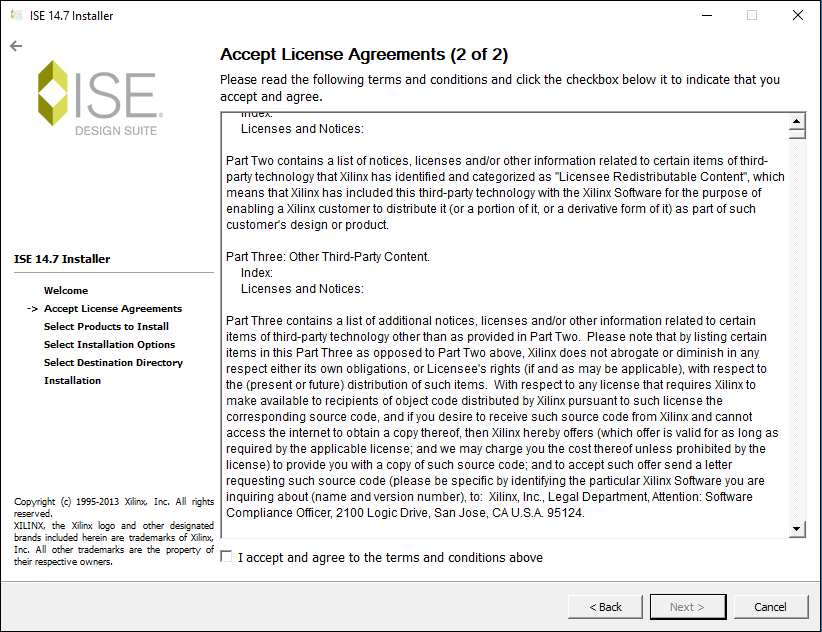 ISE 14.7 Installer
ISE
DESIGN SUITE
ISE 14.7 Installer
Welcome
-> Accept License Agreements
Select Products to Install
Select Installation Options
Select Destination Directory
Installation
Copyright (c) 1995-2013 Xilinx, Inc. All rights
reserved.
XILINX, the Xilinx logo and other designated
brands included herein are trademarks of Xilinx,
Inc. All other trademarks are the property of
their respective owners.
Accept License Agreements (2 of 2)
Please read the following terms and conditions and click the checkbox below it to indicate that you
accept and agree.
Index:
Licenses and Notices:
Part Two contains a list of notices, licenses and/or other information related to certain items of third-
party technology that Xilinx has identified and categorized as "Licensee Redistributable Content", which
means that Xilinx has included this third-party technology with the Xilinx Software for the purpose of
enabling a Xilinx customer to distribute it (or a portion of it, or a derivative form of it) as part of such
customer's design or product.
Part Three: Other Third-Party Content.
Index:
Licenses and Notices:
Part Three contains a list of additional notices, licenses and/or other information related to certain
items of third-party technology other than as provided in Part Two.  Please note that by listing certain
items in this Part Three as opposed to Part Two above, Xilinx does not abrogate or diminish in any
respect either its own obligations, or Licensee's rights (if and as may be applicable), with respect to
the (present or future) distribution of such items.  With respect to any license that requires Xilinx to
make available to recipients of object code distributed by Xilinx pursuant to such license the
corresponding source code, and if you desire to receive such source code from Xilinx and cannot
access the internet to obtain a copy thereof, then Xilinx hereby offers (which offer is valid for as long as
required by the applicable license; and we may charge you the cost thereof unless prohibited by the
license) to provide you with a copy of such source code; and to accept such offer send a letter
requesting such source code (please be specific by identifying the particular Xilinx Software you are
inquiring about (name and version number), to:  Xilinx, Inc., Legal Department, Attention: Software
Compliance Officer, 2100 Logic Drive, San Jose, CA U.S.A. 95124.
I accept and agree to the terms and conditions above
< Back
Next >
Cancel